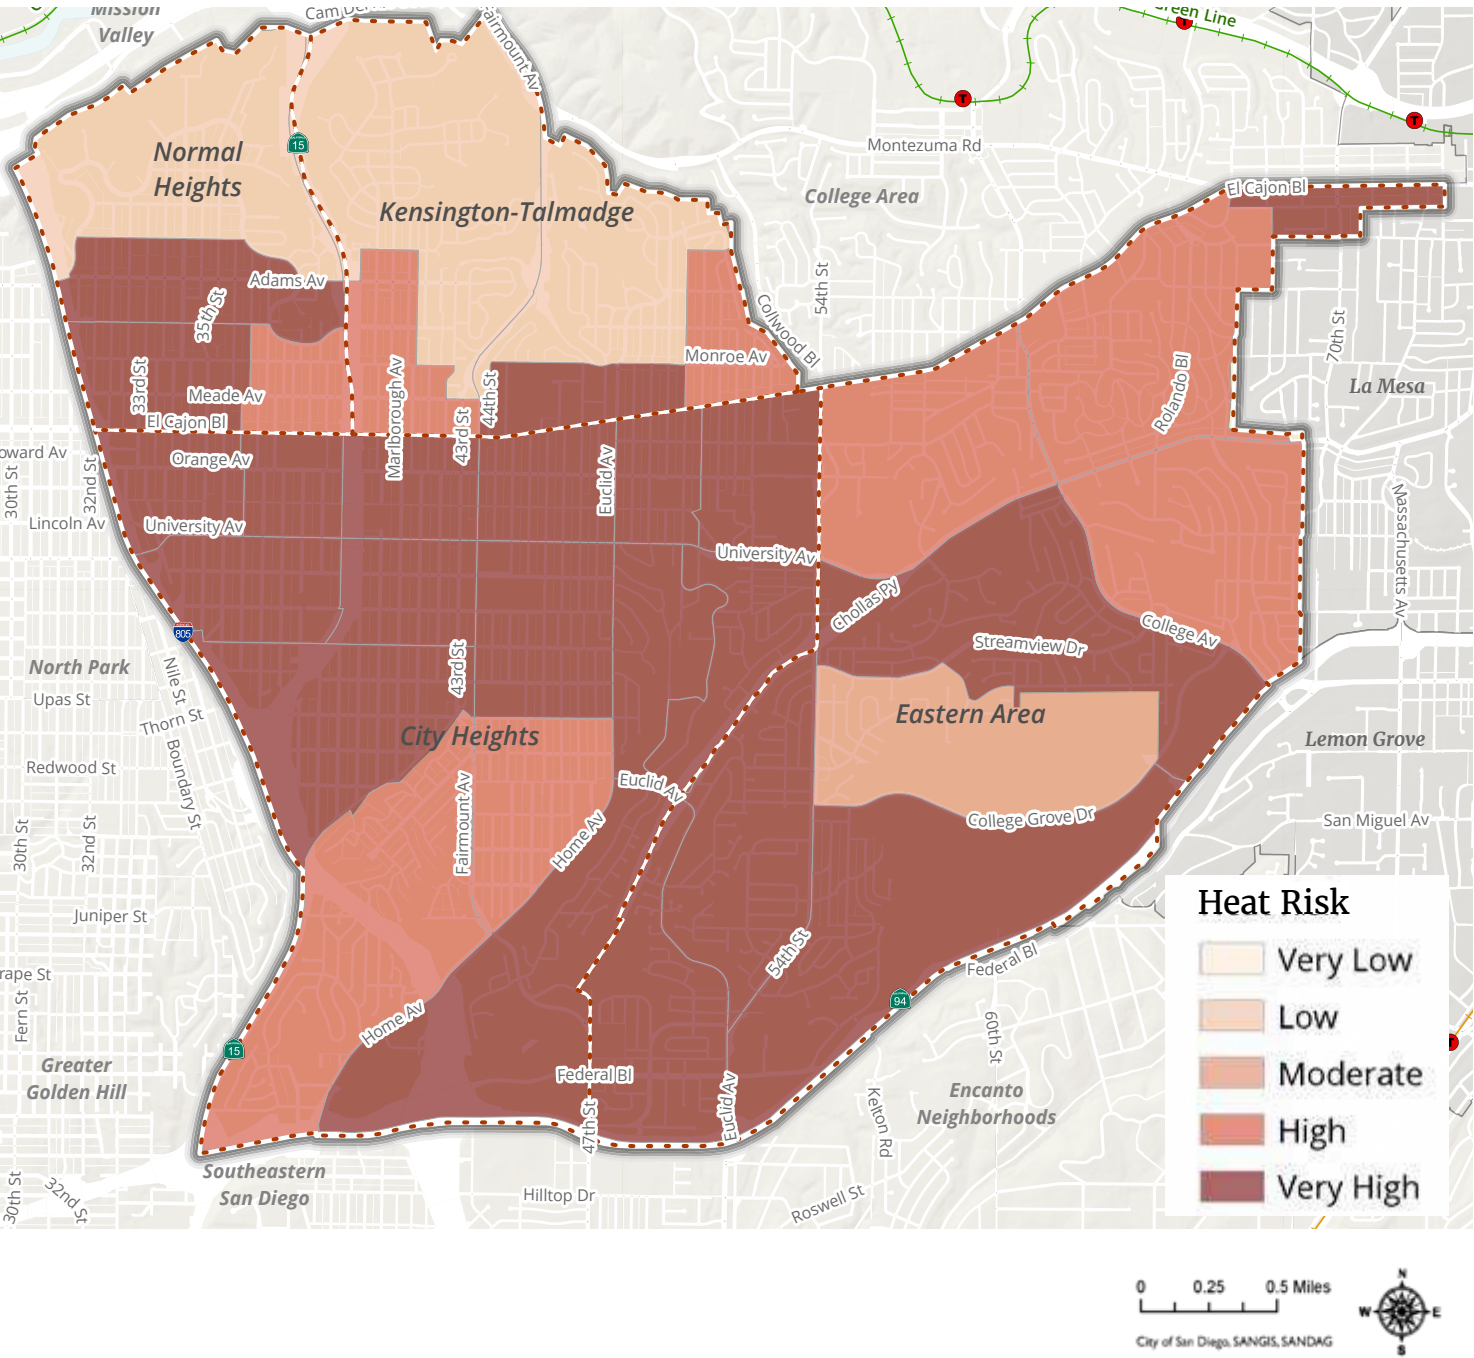 Mission
Valley
Fairmount Av
Green Line
T
T
T
Montezuma Rd
College Area
El Cajon Bl
Normal
Heights
15
Kensington-Talmadge
Adams Av
35th St
54th St
Collwood Bl
Monroe Av
70th St
La Mesa
33rd St
Meade Av
El Cajon Bl
Marlborough Av
43rd St
44th St
Rolando Bl
oward Av
30th St
32nd St
Orange Av
Euclid Av
Lincoln Av
University Av
University Av
Massachusetts Av
Chollas Py
College Av
Streamview Dr
805
North Park
Nile St
43rd St
Upas St
Thorn St
Eastern Area
City Heights
Lemon Grove
Redwood St
Boundary St
Euclid Av
Fairmount Av
Home Av
College Grove Dr
San Miguel Av
30th St
32nd St
Juniper St
54th St
Federal Bl
rape St
Fern St
94
Home Av
15
60th St
T
Greater
Golden Hill
Federal Bl
47th St
Euclid Av
Kelton Rd
Encanto
Neighborhoods
Southeastern
San Diego
30th St
32nd St
Hilltop Dr
Roswell St
Heat Risk
Very Low
Low
Moderate
High
Very High
0 0.25 0.5 Miles
City of San Diego, SANGIS, SANDAG
N
W E
S